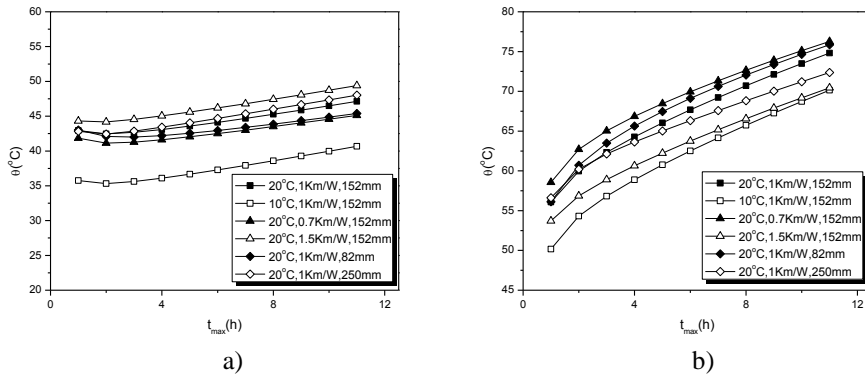 60
55
50
45
40
35
30
25
20
θ(°C)
0 2 4 6 8 10 12
t_max(h)
20°C,1Km/W,152mm
10°C,1Km/W,152mm
20°C,0.7Km/W,152mm
20°C,1.5Km/W,152mm
20°C,1Km/W,82mm
20°C,1Km/W,250mm
a)
80
75
70
65
60
55
50
45
θ(°C)
0 4 8 12
t_max(h)
20°C,1Km/W,152mm
10°C,1Km/W,152mm
20°C,0.7Km/W,152mm
20°C,1.5Km/W,152mm
20°C,1Km/W,82mm
20°C,1Km/W,250mm
b)